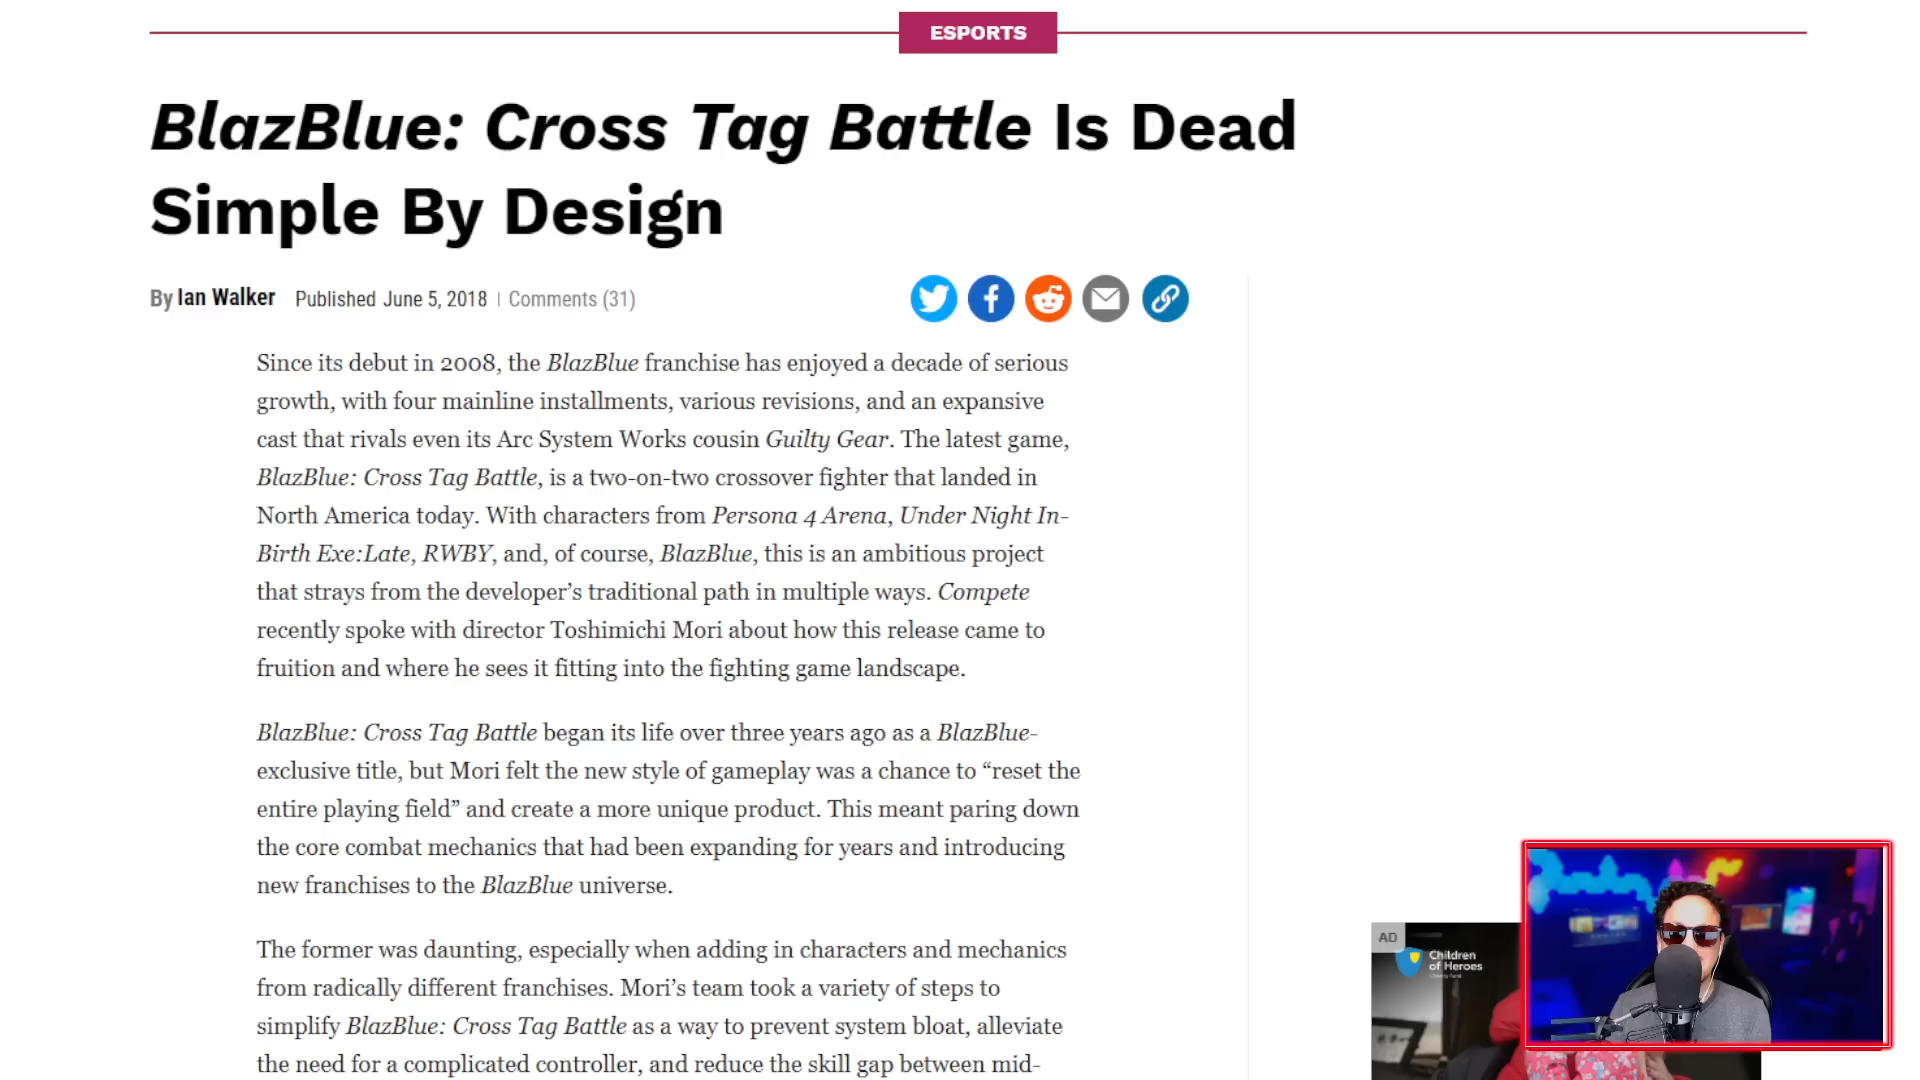 ESPORTS
BlazBlue: Cross Tag Battle Is Dead
Simple By Design
By Ian Walker Published June 5, 2018 | Comments (31)
Since its debut in 2008, the BlazBlue franchise has enjoyed a decade of serious
growth, with four mainline installments, various revisions, and an expansive
cast that rivals even its Arc System Works cousin Guilty Gear. The latest game,
BlazBlue: Cross Tag Battle, is a two-on-two crossover fighter that landed in
North America today. With characters from Persona 4 Arena, Under Night In-
Birth Exe:Late, RWBY, and, of course, BlazBlue, this is an ambitious project
that strays from the developer’s traditional path in multiple ways. Compete
recently spoke with director Toshimichi Mori about how this release came to
fruition and where he sees it fitting into the fighting game landscape.
BlazBlue: Cross Tag Battle began its life over three years ago as a BlazBlue-
exclusive title, but Mori felt the new style of gameplay was a chance to “reset the
entire playing field” and create a more unique product. This meant paring down
the core combat mechanics that had been expanding for years and introducing
new franchises to the BlazBlue universe.
The former was daunting, especially when adding in characters and mechanics
from radically different franchises. Mori’s team took a variety of steps to
simplify BlazBlue: Cross Tag Battle as a way to prevent system bloat, alleviate
the need for a complicated controller, and reduce the skill gap between mid-
AD
Children
of Heroes